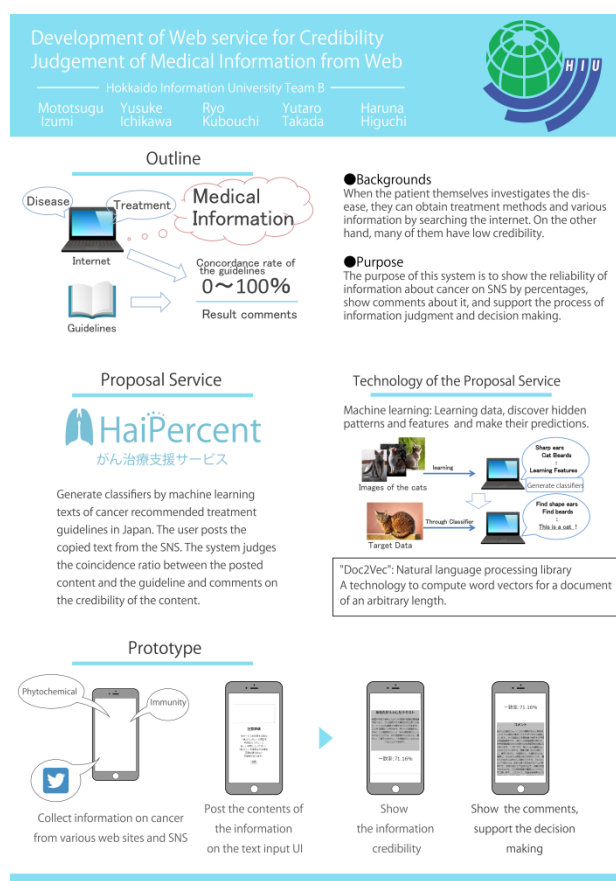 Development of Web service for Credibility
Judgement of Medical Information from Web
Hokkaido Information University Team B
Mototsugu Izumi
Yusuke Ichikawa
Ryo Kubouchi
Yutaro Takada
Haruna Higuchi
HIU
Outline
Disease
Treatment
Medical
Information
Internet
Concordance rate of
the guidelines
0～100%
Result comments
Guidelines
●Backgrounds
When the patient themselves investigates the dis-
ease, they can obtain treatment methods and various
information by searching the internet. On the other
hand, many of them have low credibility.
●Purpose
The purpose of this system is to show the reliability of
information about cancer on SNS by percentages,
show comments about it, and support the process of
information judgment and decision making.
Proposal Service
HaiPercent
がん治療支援サービス
Generate classifiers by machine learning
texts of cancer recommended treatment
guidelines in Japan. The user posts the
copied text from the SNS. The system judges
the coincidence ratio between the posted
content and the guideline and comments on
the credibility of the content.
Technology of the Proposal Service
Machine learning: Learning data, discover hidden
patterns and features and make their predictions.
Images of the cats
learning
Sharp ears
Cat Beards
Learning Features
Generate classifiers
Target Data
Through Classifier
Find shape ears
Find beards
This is a cat !
"Doc2Vec": Natural language processing library
A technology to compute word vectors for a document
of an arbitrary length.
Prototype
Phytochemical
Immunity
Collect information on cancer
from various web sites and SNS
Post the contents of
the information
on the text input UI
一致率:71.16%
Show
the information
credibility
一致率:71.16%
コメント
Show the comments,
support the decision
making